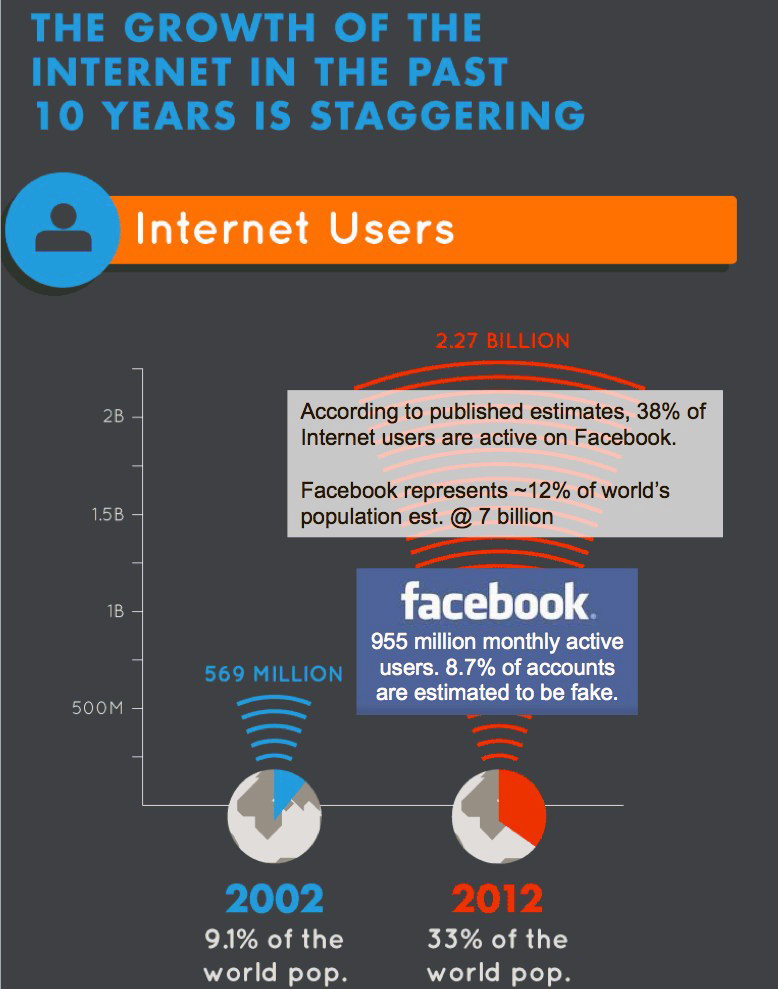 THE GROWTH OF THE
INTERNET IN THE PAST
10 YEARS IS STAGGERING
Internet Users
2.27 BILLION
2B
1.5B
1B
500M
According to published estimates, 38% of
Internet users are active on Facebook.
Facebook represents ~12% of world's
population est. @ 7 billion
facebook.
955 million monthly active
users. 8.7% of accounts
are estimated to be fake.
569 MILLION
2002
9.1% of the
world pop.
2012
33% of the
world pop.